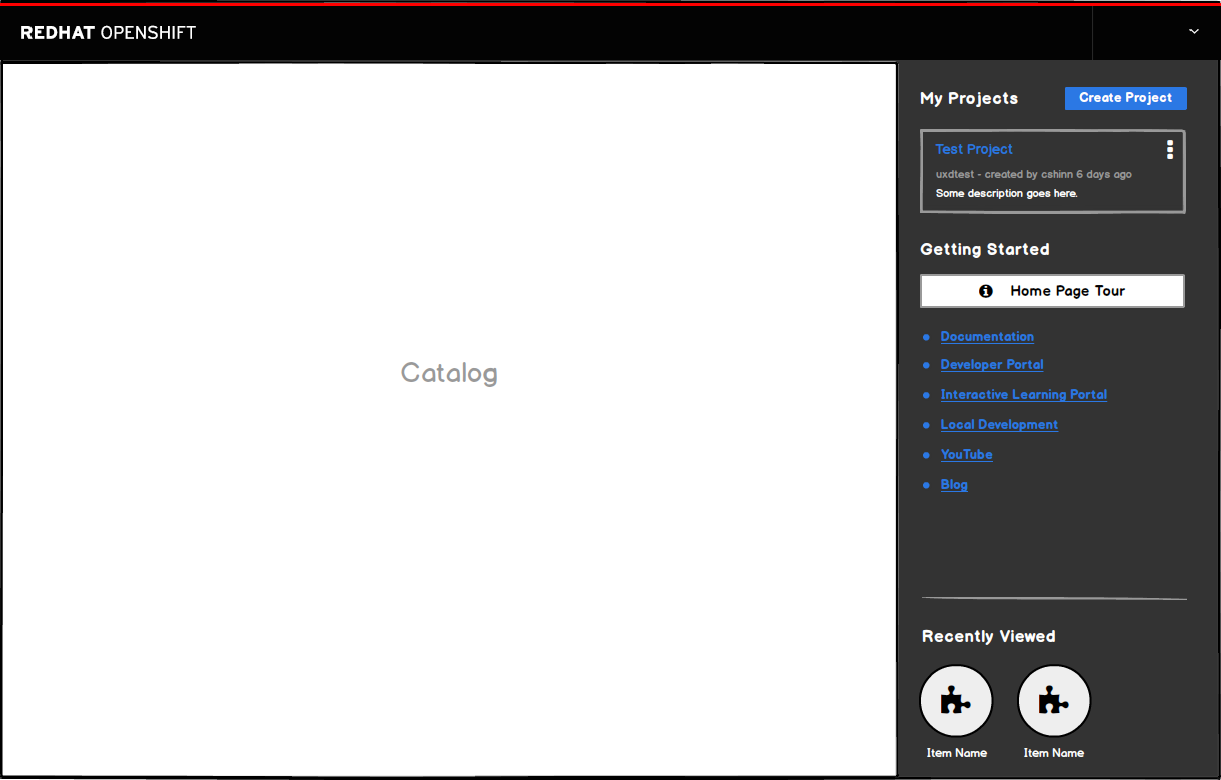 REDHAT OPENSHIFT
Catalog
My Projects
Create Project
Test Project
uxdtest - created by cshinn 6 days ago
Some description goes here.
Getting Started
Home Page Tour
Documentation
Developer Portal
Interactive Learning Portal
Local Development
YouTube
Blog
Recently Viewed
Item Name
Item Name